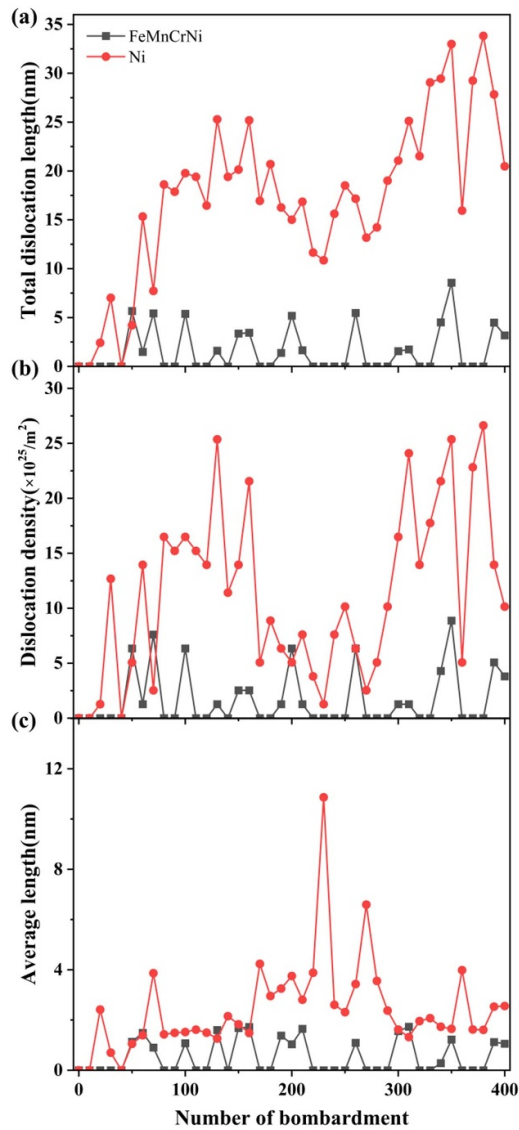 (a)
FeMnCrNi
Ni
Total dislocation length(nm)
35
30
25
20
15
10
5
0
(b)
Dislocation density(×10²⁵/m²)
30
25
20
15
10
5
0
(c)
Average length(nm)
12
8
4
0
0 100 200 300 400
Number of bombardment